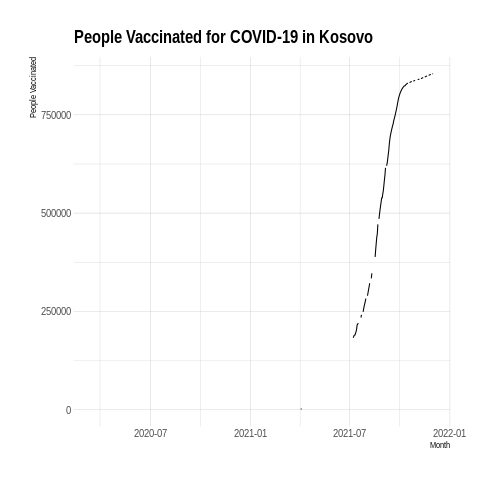 People Vaccinated for COVID-19 in Kosovo
People Vaccinated
750000
500000
250000
0
2020-07 2021-01 2021-07 2022-01
Month